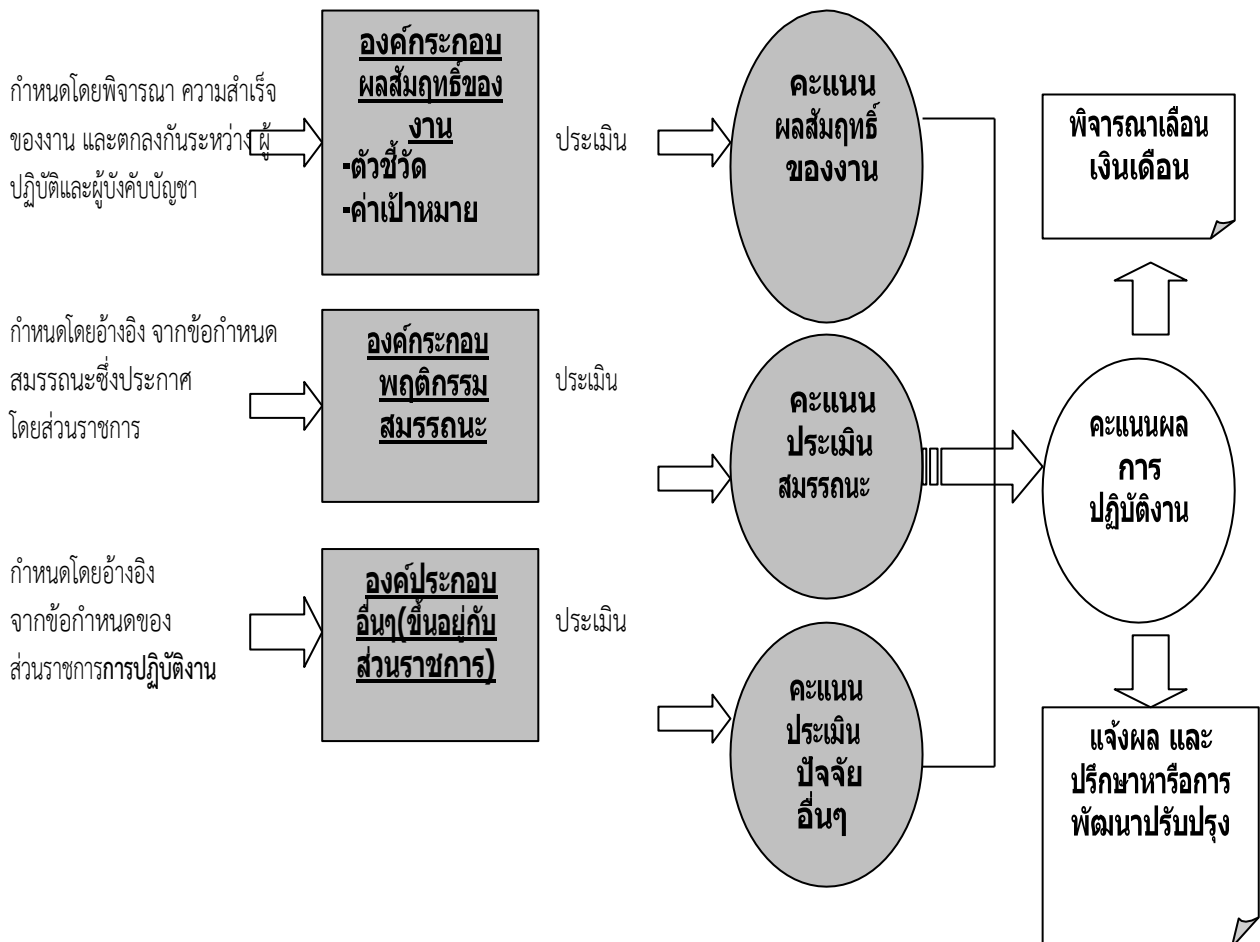 กำหนดโดยพิจารณา ความสำเร็จ
ของงาน และตกลงกันระหว่าง ผู้
ปฏิบัติและผู้บังคับบัญชา
องค์กระกอบ
ผลสัมฤทธิ์ของ
งาน
-ตัวชี้วัด
-ค่าเป้าหมาย
ประเมิน
คะแนน
ผลสัมฤทธิ์
ของงาน
พิจารณาเลือน
เงินเดือน
กำหนดโดยอ้างอิง จากข้อกำหนด
สมรรถนะซึ่งประกาศ
โดยส่วนราชการ
องค์กระกอบ
พฤติกรรม
สมรรถนะ
ประเมิน
คะแนน
ประเมิน
สมรรถนะ
คะแนนผล
การ
ปฏิบัติงาน
กำหนดโดยอ้างอิง
จากข้อกำหนดของ
ส่วนราชการการปฏิบัติงาน
องค์ประกอบ
อื่นๆ(ขึ้นอยู่กับ
ส่วนราชการ)
ประเมิน
คะแนน
ประเมิน
ปัจจัย
อื่นๆ
แจ้งผล และ
ปรึกษาหารือการ
พัฒนาปรับปรุง